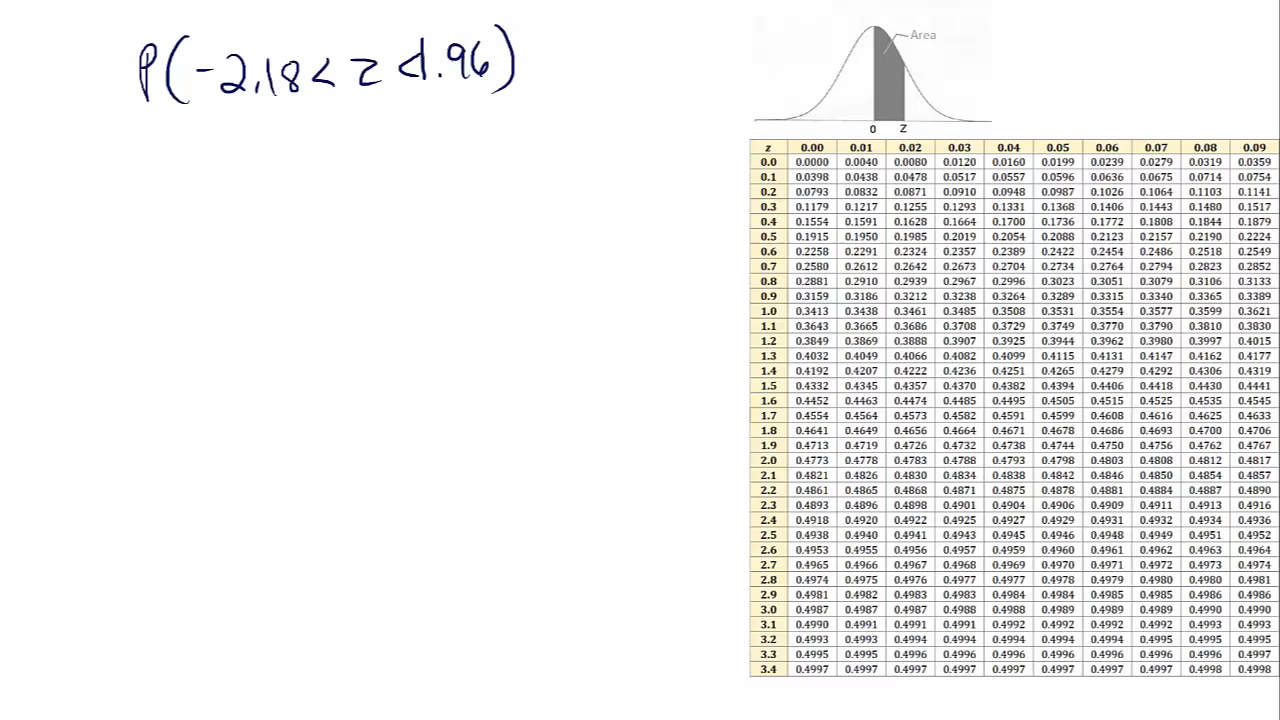 P(-2.18 < z < 1.96)
Area
0 Z
z 0.00 0.01 0.02 0.03 0.04 0.05 0.06 0.07 0.08 0.09
0.0 0.0000 0.0040 0.0080 0.0120 0.0160 0.0199 0.0239 0.0279 0.0319 0.0359
0.1 0.0398 0.0438 0.0478 0.0517 0.0557 0.0596 0.0636 0.0675 0.0714 0.0754
0.2 0.0793 0.0832 0.0871 0.0910 0.0948 0.0987 0.1026 0.1064 0.1103 0.1141
0.3 0.1179 0.1217 0.1255 0.1293 0.1331 0.1368 0.1406 0.1443 0.1480 0.1517
0.4 0.1554 0.1591 0.1628 0.1664 0.1700 0.1736 0.1772 0.1808 0.1844 0.1879
0.5 0.1915 0.1950 0.1985 0.2019 0.2054 0.2088 0.2123 0.2157 0.2190 0.2224
0.6 0.2258 0.2291 0.2324 0.2357 0.2389 0.2422 0.2454 0.2486 0.2518 0.2549
0.7 0.2580 0.2612 0.2642 0.2673 0.2704 0.2734 0.2764 0.2794 0.2823 0.2852
0.8 0.2881 0.2910 0.2939 0.2967 0.2996 0.3023 0.3051 0.3079 0.3106 0.3133
0.9 0.3159 0.3186 0.3212 0.3238 0.3264 0.3289 0.3315 0.3340 0.3365 0.3389
1.0 0.3413 0.3438 0.3461 0.3485 0.3508 0.3531 0.3554 0.3577 0.3599 0.3621
1.1 0.3643 0.3665 0.3686 0.3708 0.3729 0.3749 0.3770 0.3790 0.3810 0.3830
1.2 0.3849 0.3869 0.3888 0.3907 0.3925 0.3944 0.3962 0.3980 0.3997 0.4015
1.3 0.4032 0.4049 0.4066 0.4082 0.4099 0.4115 0.4131 0.4147 0.4162 0.4177
1.4 0.4192 0.4207 0.4222 0.4236 0.4251 0.4265 0.4279 0.4292 0.4306 0.4319
1.5 0.4332 0.4345 0.4357 0.4370 0.4382 0.4394 0.4406 0.4418 0.4430 0.4441
1.6 0.4452 0.4463 0.4474 0.4485 0.4495 0.4505 0.4515 0.4525 0.4535 0.4545
1.7 0.4554 0.4564 0.4573 0.4582 0.4591 0.4599 0.4608 0.4616 0.4625 0.4633
1.8 0.4641 0.4649 0.4656 0.4664 0.4671 0.4678 0.4686 0.4693 0.4700 0.4706
1.9 0.4713 0.4719 0.4726 0.4732 0.4738 0.4744 0.4750 0.4756 0.4762 0.4767
2.0 0.4773 0.4778 0.4783 0.4788 0.4793 0.4798 0.4803 0.4808 0.4812 0.4817
2.1 0.4821 0.4826 0.4830 0.4834 0.4838 0.4842 0.4846 0.4850 0.4854 0.4857
2.2 0.4861 0.4865 0.4868 0.4871 0.4875 0.4878 0.4881 0.4884 0.4887 0.4890
2.3 0.4893 0.4896 0.4898 0.4901 0.4904 0.4906 0.4909 0.4911 0.4913 0.4916
2.4 0.4918 0.4920 0.4922 0.4925 0.4927 0.4929 0.4931 0.4932 0.4934 0.4936
2.5 0.4938 0.4940 0.4941 0.4943 0.4945 0.4946 0.4948 0.4949 0.4951 0.4952
2.6 0.4953 0.4955 0.4956 0.4957 0.4959 0.4960 0.4961 0.4962 0.4963 0.4964
2.7 0.4965 0.4966 0.4967 0.4968 0.4969 0.4970 0.4971 0.4972 0.4973 0.4974
2.8 0.4974 0.4975 0.4976 0.4977 0.4977 0.4978 0.4979 0.4980 0.4980 0.4981
2.9 0.4981 0.4982 0.4983 0.4983 0.4984 0.4984 0.4985 0.4985 0.4986 0.4986
3.0 0.4987 0.4987 0.4987 0.4988 0.4988 0.4989 0.4989 0.4989 0.4990 0.4990
3.1 0.4990 0.4991 0.4991 0.4991 0.4992 0.4992 0.4992 0.4992 0.4993 0.4993
3.2 0.4993 0.4993 0.4994 0.4994 0.4994 0.4994 0.4994 0.4995 0.4995 0.4995
3.3 0.4995 0.4995 0.4996 0.4996 0.4996 0.4996 0.4996 0.4996 0.4996 0.4997
3.4 0.4997 0.4997 0.4997 0.4997 0.4997 0.4997 0.4997 0.4997 0.4998 0.4998